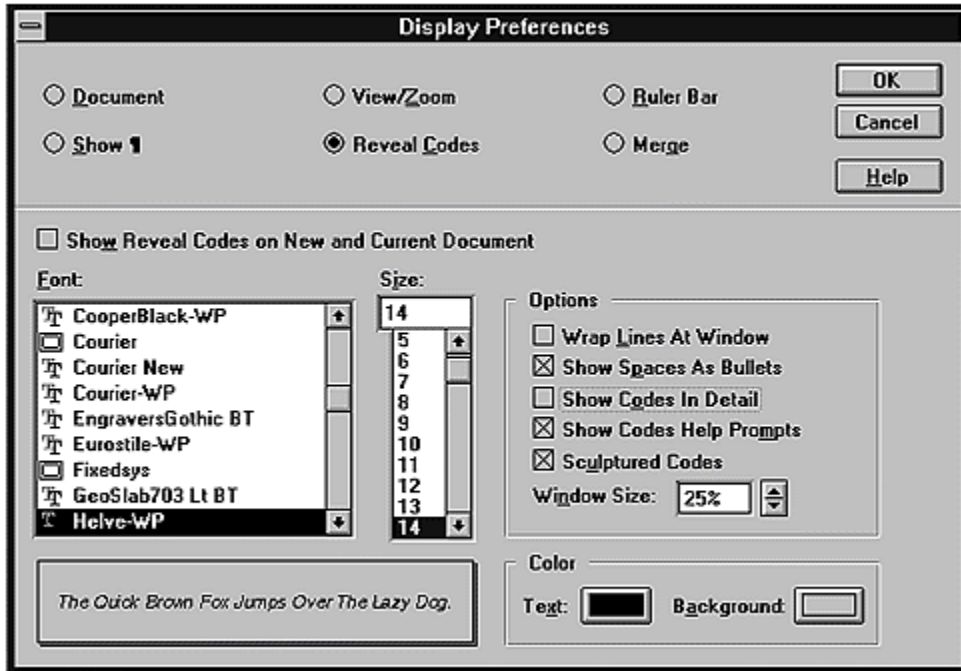 Display Preferences
Document
View/Zoom
Ruler Bar
OK
Show ¶
Reveal Codes
Merge
Cancel
Help
Show Reveal Codes on New and Current Document
Font:
CooperBlack-WP
Courier
Courier New
Courier-WP
EngraversGothic BT
Eurostile-WP
Fixedsys
GeoSlab703 Lt BT
Helve-WP
Size:
14
5
6
7
8
9
10
11
12
13
14
Options
Wrap Lines At Window
Show Spaces As Bullets
Show Codes In Detail
Show Codes Help Prompts
Sculptured Codes
Window Size: 25%
The Quick Brown Fox Jumps Over The Lazy Dog.
Color
Text: Background: